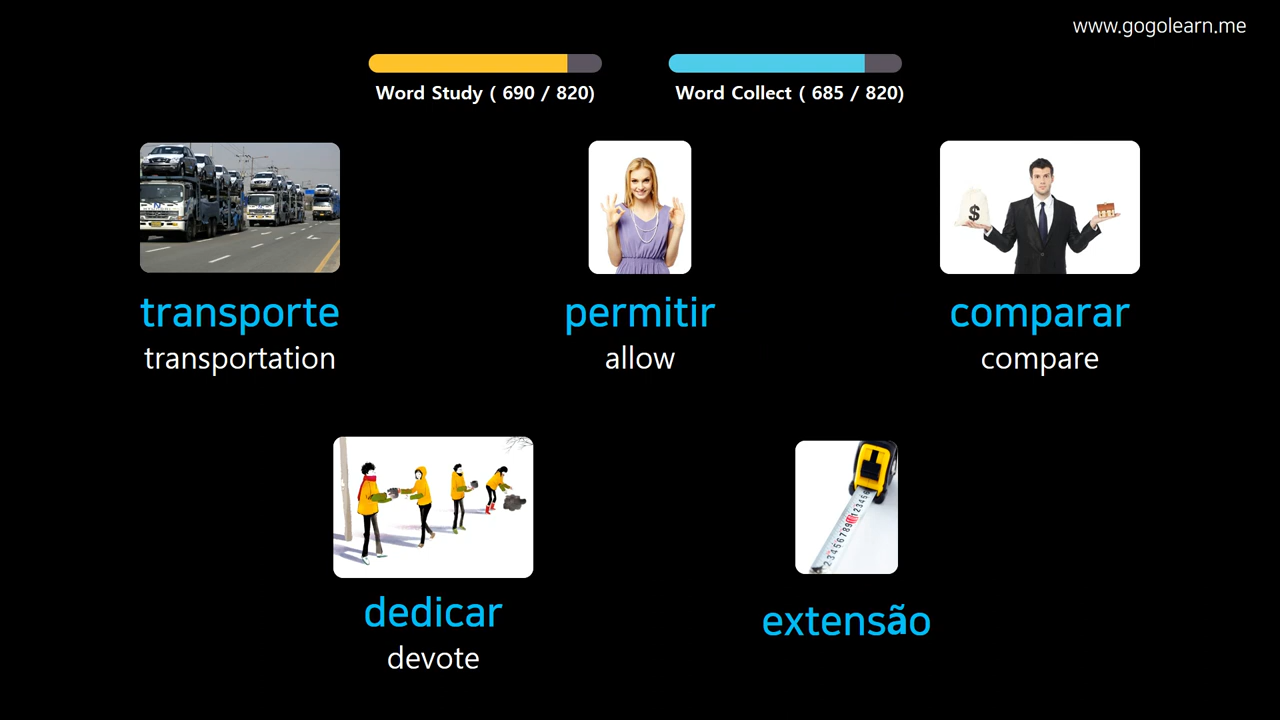 www.gogolearn.me
Word Study ( 690 / 820)
Word Collect ( 685 / 820)
transporte
transportation
permitir
allow
comparar
compare
dedicar
devote
extensão